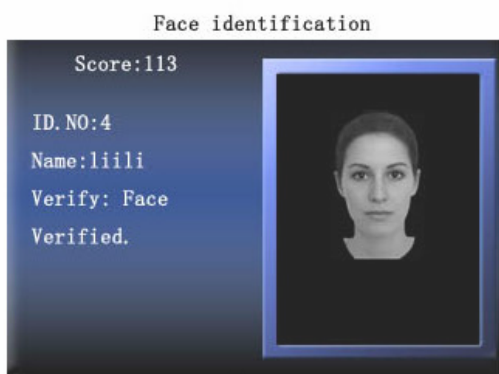 Face identification
Score:113
ID.NO:4
Name:liili
Verify: Face
Verified.